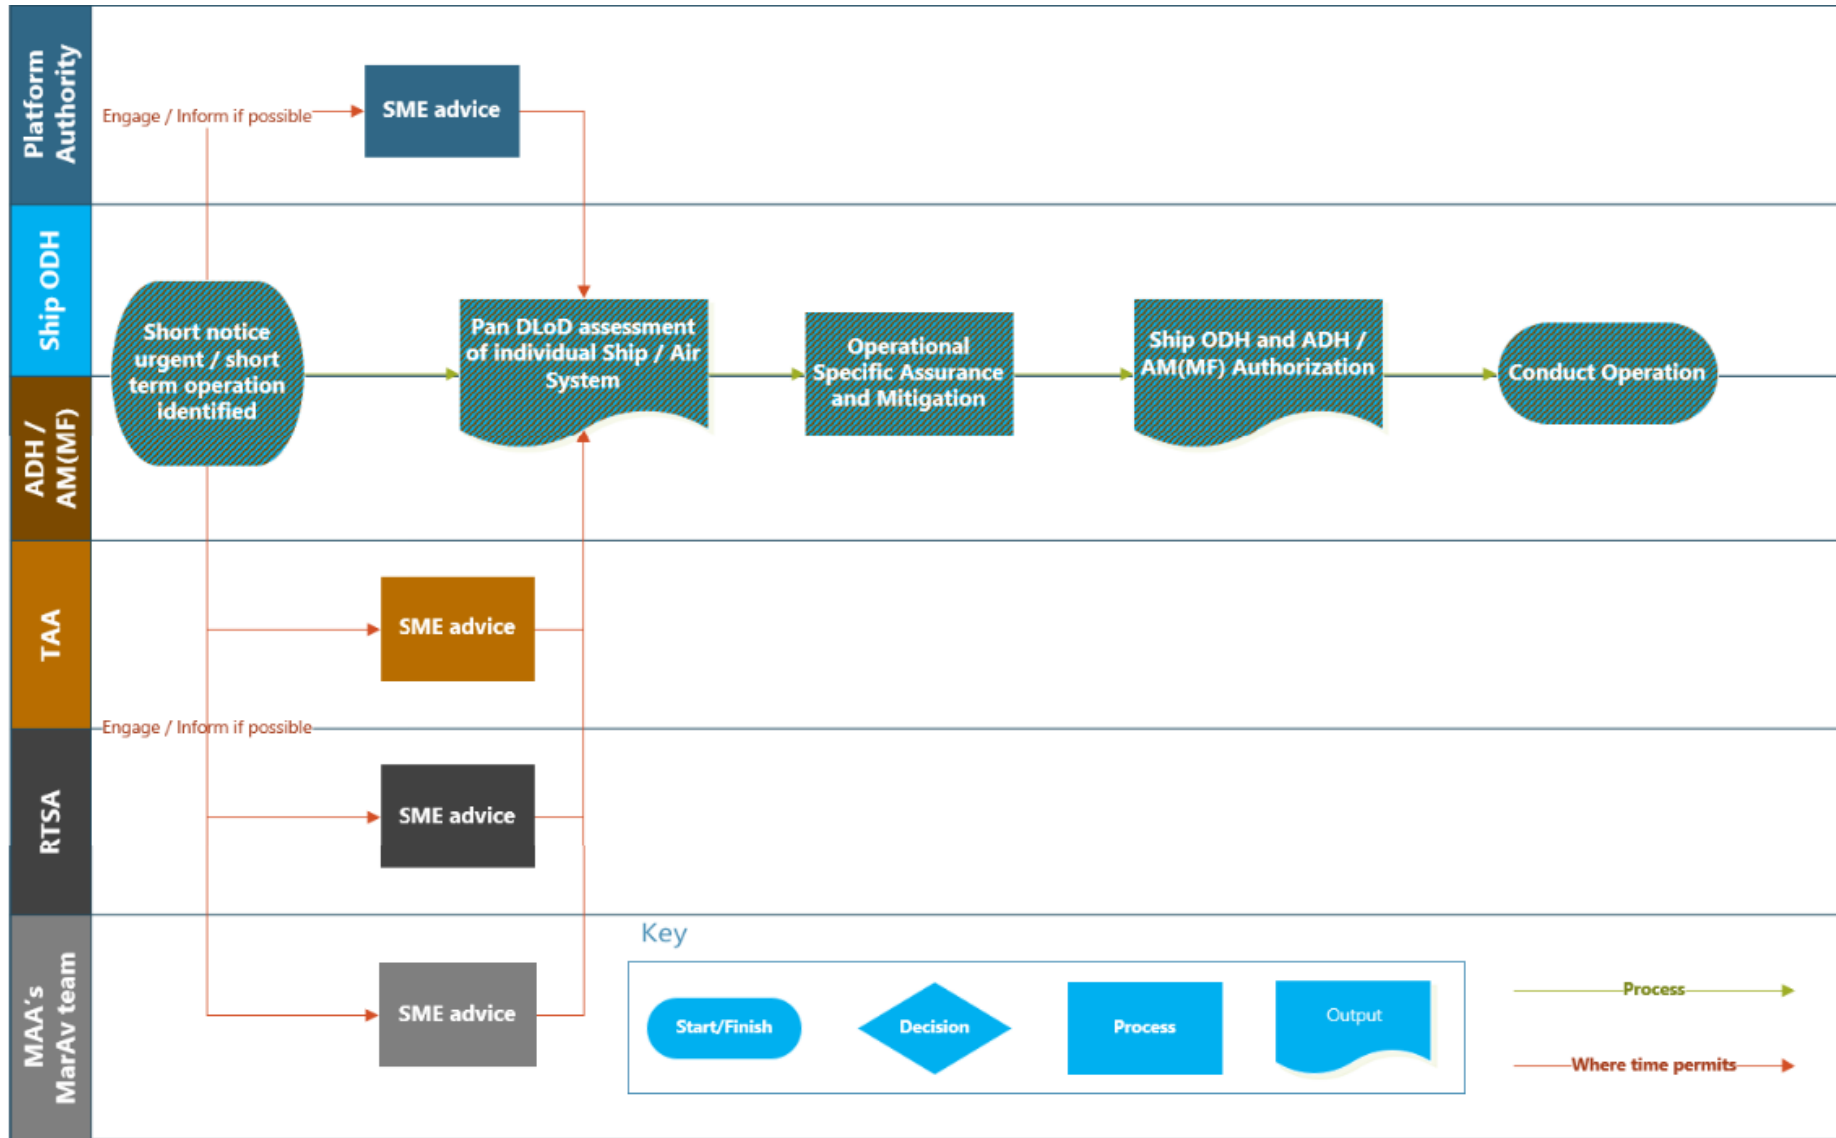 Platform
Authority
Engage / Inform if possible
SME advice
Ship ODH
ADH /
AM(MF)
Short notice
urgent / short
term operation
identified
Pan DLoD assessment
of individual Ship / Air
System
Operational
Specific Assurance
and Mitigation
Ship ODH and ADH /
AM(MF) Authorization
Conduct Operation
TAA
SME advice
Engage / Inform if possible
RTSA
SME advice
MAA's
MarAv team
SME advice
Key
Start/Finish
Decision
Process
Output
Process
Where time permits